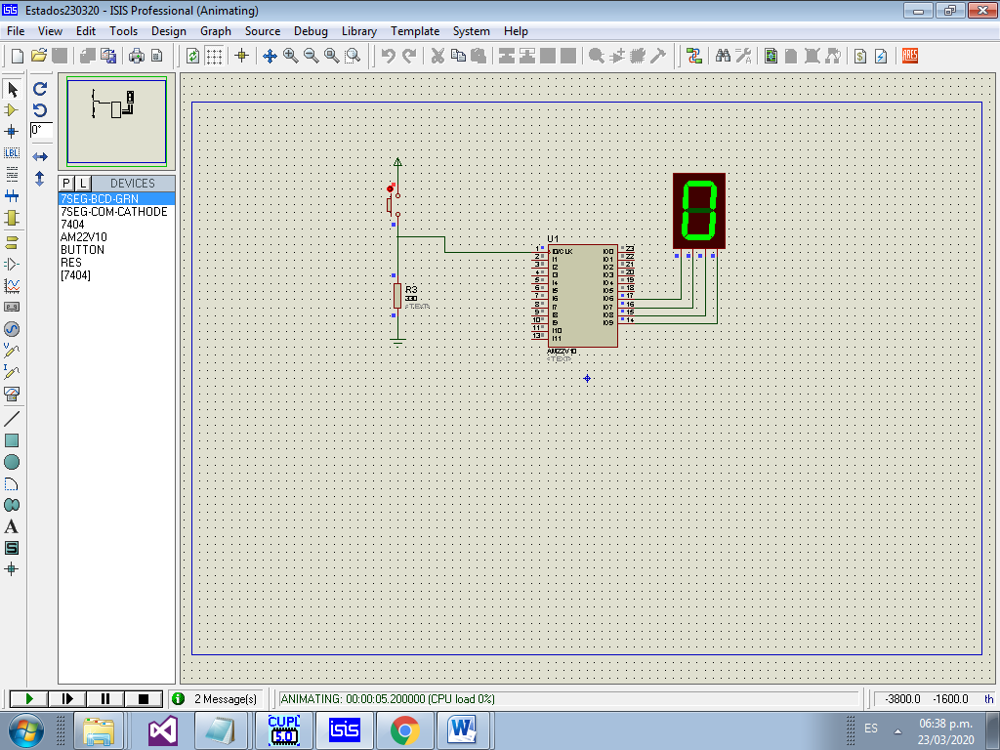 Estados230320 - ISIS Professional (Animating)
File View Edit Tools Design Graph Source Debug Library Template System Help
ARES
LBL
0°
P L DEVICES
7SEG-BCD-GRN
7SEG-COM-CATHODE
7404
AM22V10
BUTTON
RES
[7404]
A
S
R3
330
<TEXT>
U1
1 I0/CLK IO0 23
2 I1 IO1 22
3 I2 IO2 21
4 I3 IO3 20
5 I4 IO4 19
6 I5 IO5 18
7 I6 IO6 17
8 I7 IO7 16
9 I8 IO8 15
10 I9 IO9 14
11 I10
13 I11
AM22V10
<TEXT>
0
2 Message(s)
ANIMATING: 00:00:05.200000 (CPU load 0%)
-3800.0 -1600.0 th
CUPL
5.0
ISIS
W
ES
06:38 p.m.
23/03/2020